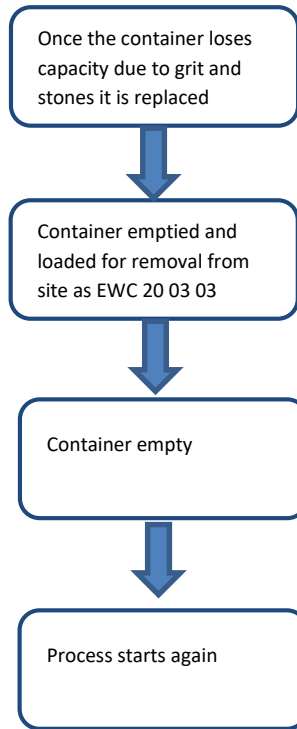 Once the container loses
capacity due to grit and
stones it is replaced
Container emptied and
loaded for removal from
site as EWC 20 03 03
Container empty
Process starts again